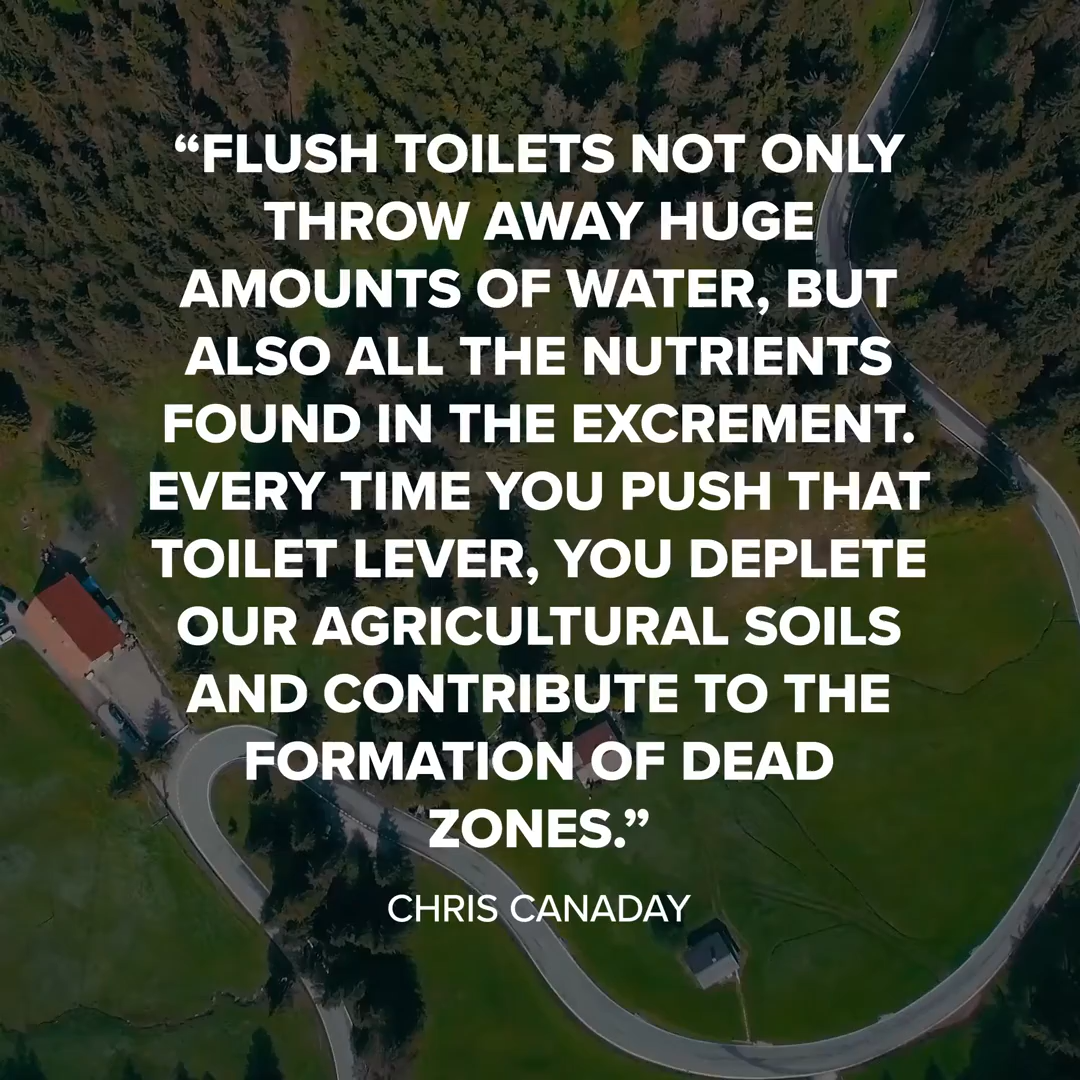 “FLUSH TOILETS NOT ONLY
THROW AWAY HUGE
AMOUNTS OF WATER, BUT
ALSO ALL THE NUTRIENTS
FOUND IN THE EXCREMENT.
EVERY TIME YOU PUSH THAT
TOILET LEVER, YOU DEPLETE
OUR AGRICULTURAL SOILS
AND CONTRIBUTE TO THE
FORMATION OF DEAD
ZONES.”
CHRIS CANADAY